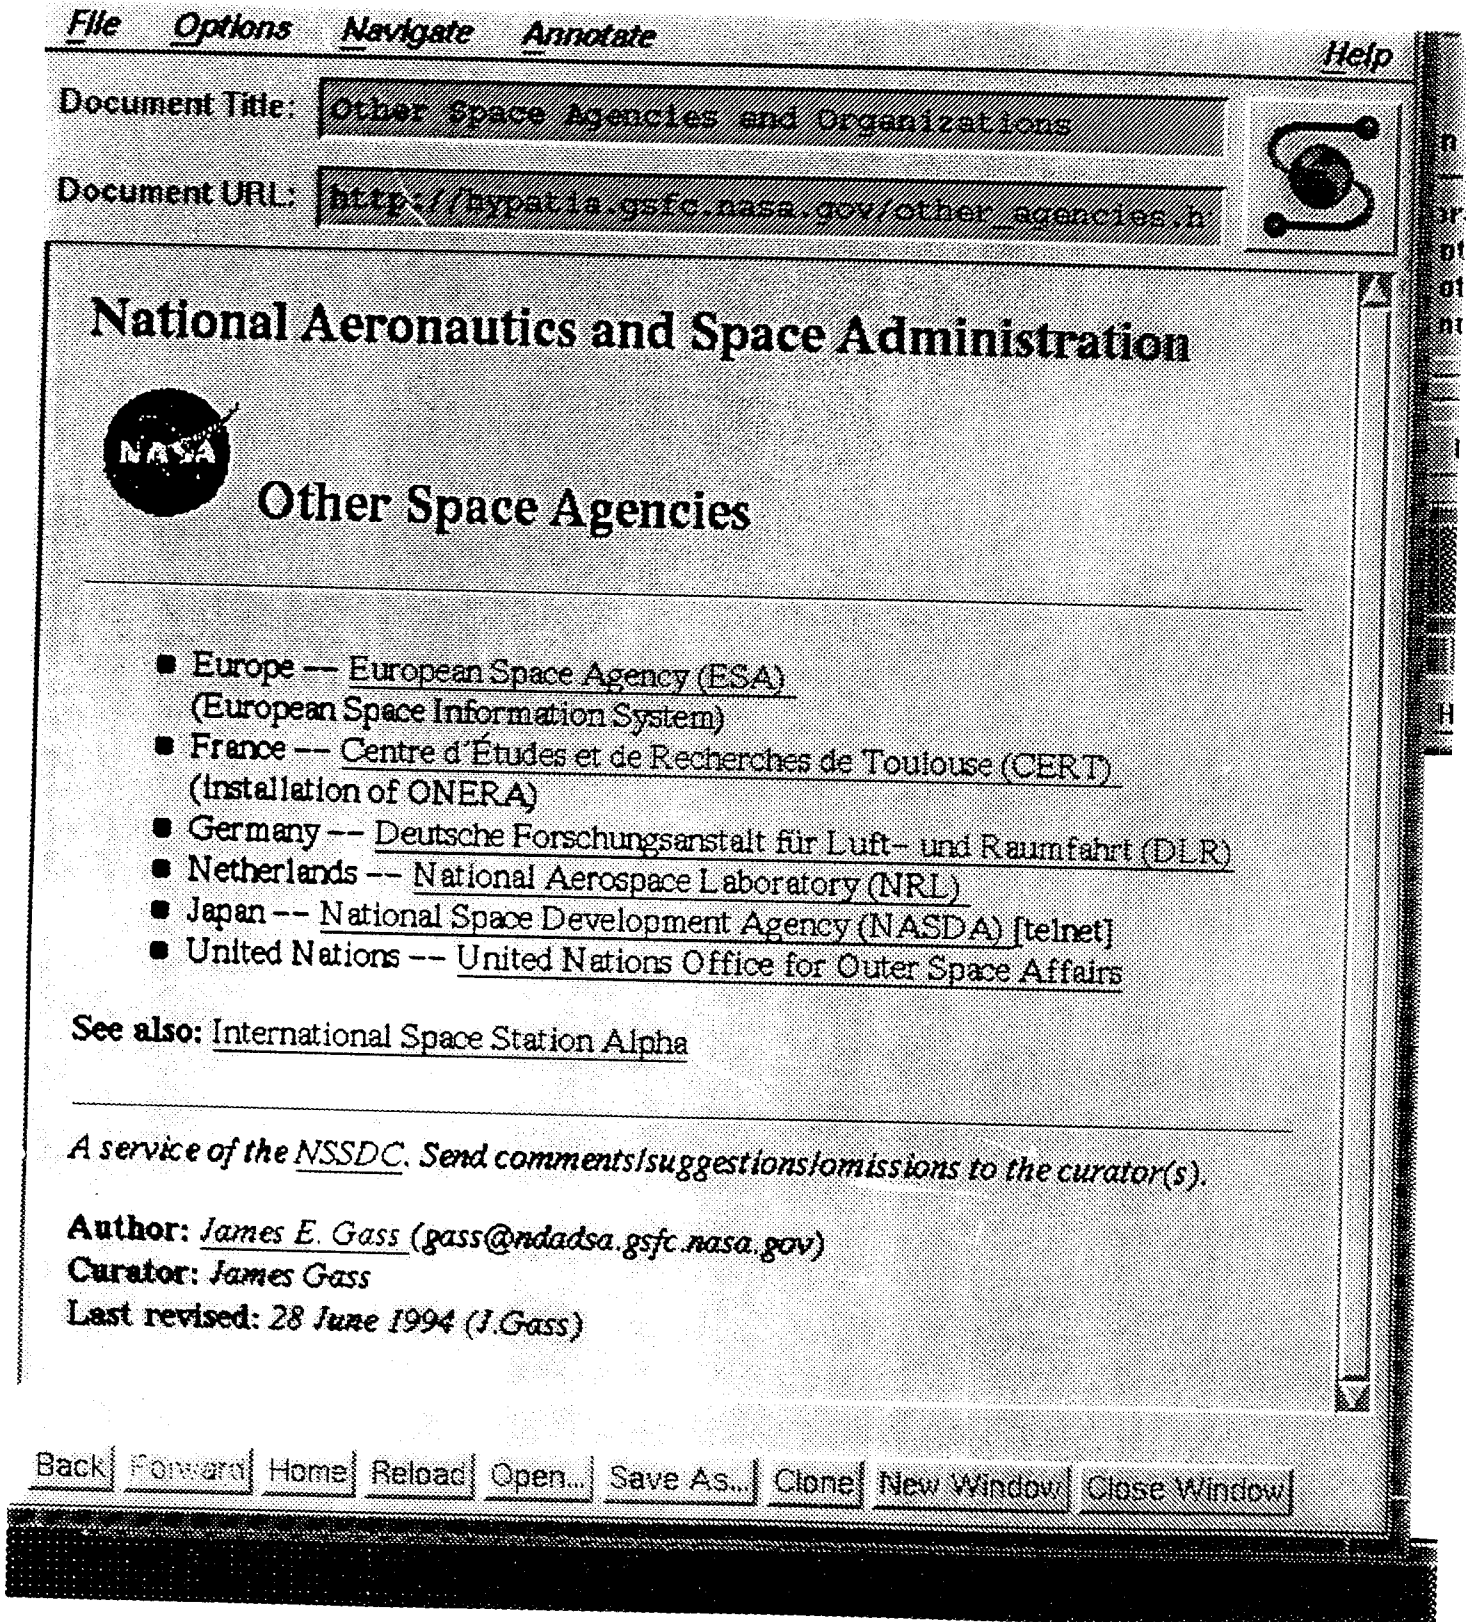 File Options Navigate Annotate Help
Document Title: Other Space Agencies and Organizations
Document URL: http://hypatia.gsfc.nasa.gov/other_agencies.h
National Aeronautics and Space Administration
NASA
Other Space Agencies
■ Europe -- European Space Agency (ESA)
(European Space Information System)
■ France -- Centre d'Études et de Recherches de Toulouse (CERT)
(Installation of ONERA)
■ Germany -- Deutsche Forschungsanstalt für Luft- und Raumfahrt (DLR)
■ Netherlands -- National Aerospace Laboratory (NRL)
■ Japan -- National Space Development Agency (NASDA) [telnet]
■ United Nations -- United Nations Office for Outer Space Affairs
See also: International Space Station Alpha
A service of the NSSDC. Send comments/suggestions/omissions to the curator(s).
Author: James E. Gass (gass@ndadsa.gsfc.nasa.gov)
Curator: James Gass
Last revised: 28 June 1994 (J.Gass)
Back Forward Home Reload Open... Save As... Clone New Window Close Window